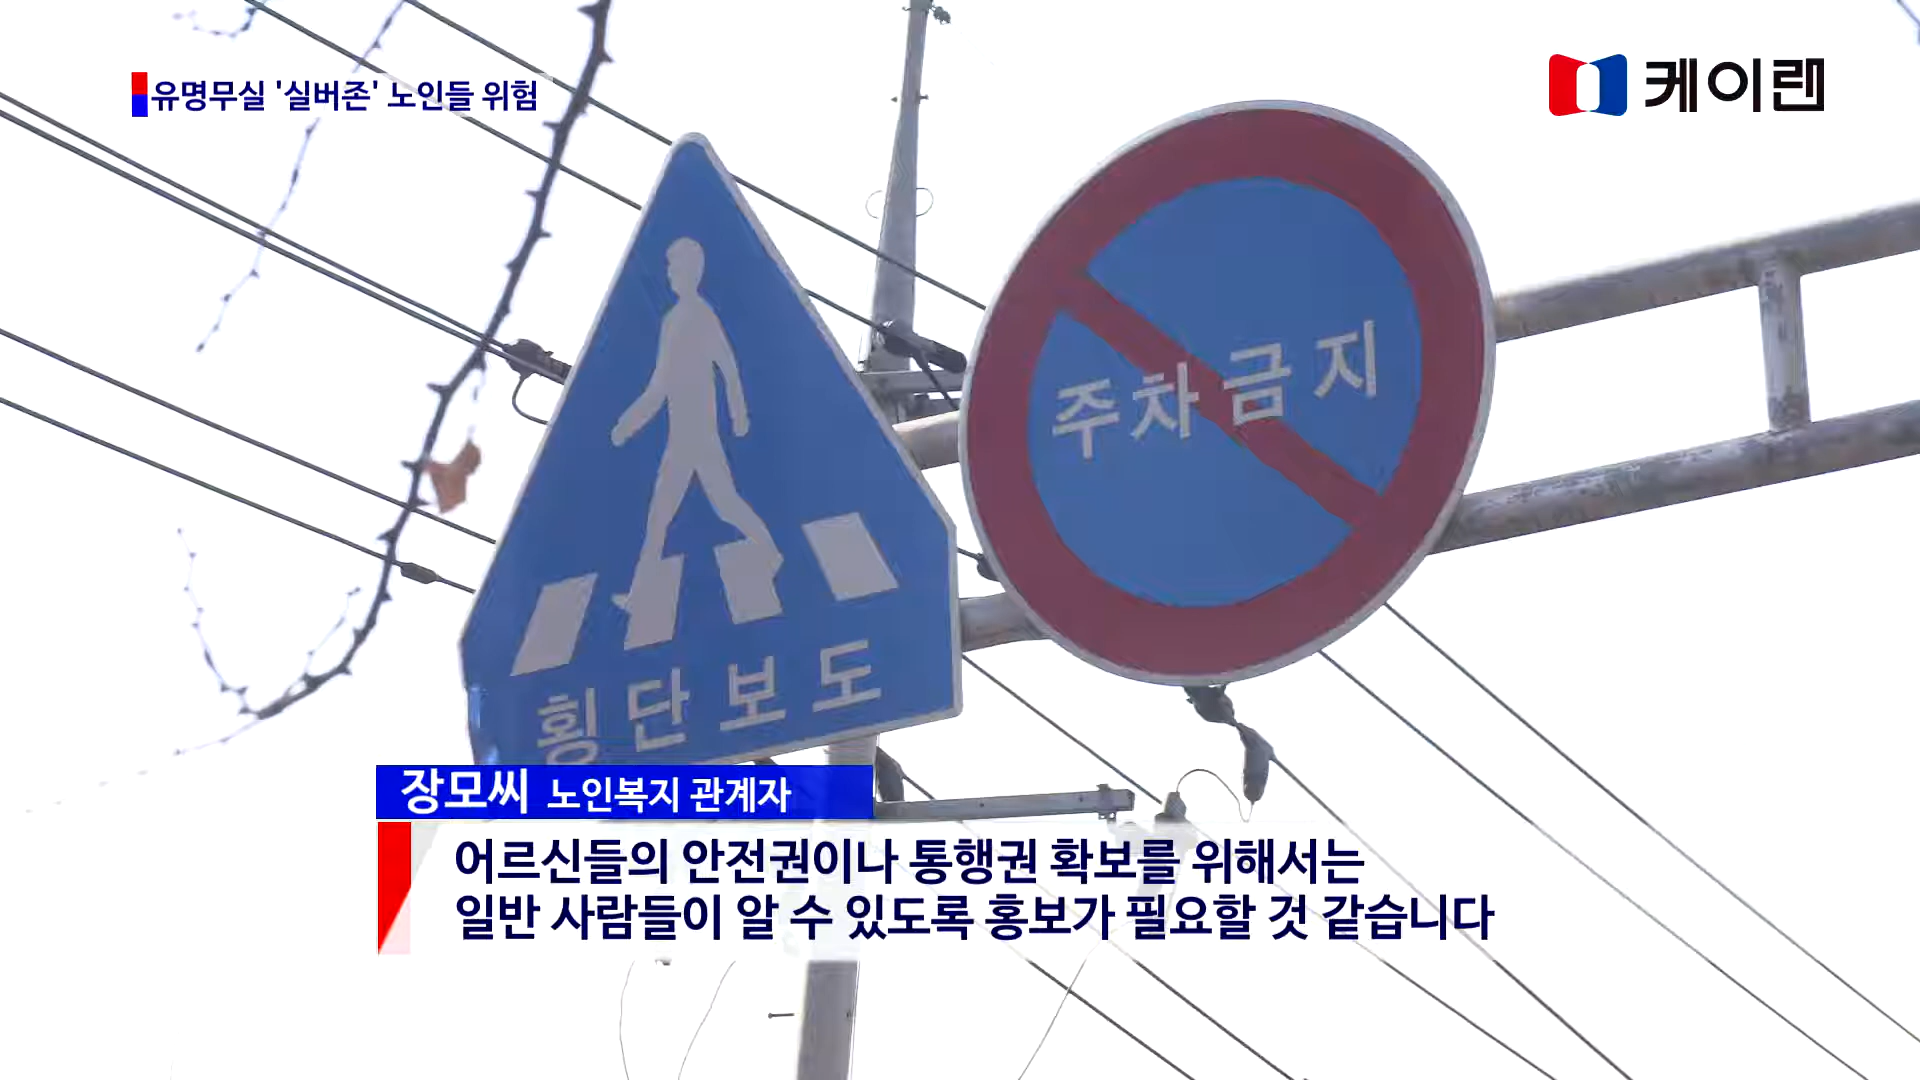 유명무실 '실버존' 노인들 위험
케이랜
주차금지
횡단보도
장모씨 노인복지 관계자
어르신들의 안전권이나 통행권 확보를 위해서는
일반 사람들이 알 수 있도록 홍보가 필요할 것 같습니다